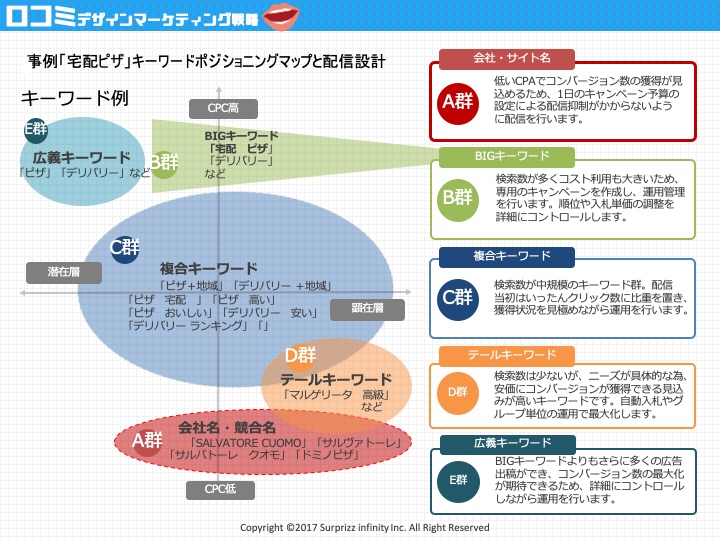 口コミデザインマーケティング戦略
事例「宅配ピザ」キーワードポジショニングマップと配信設計
キーワード例
CPC高
E群
広義キーワード
「ピザ」「デリバリー」など
B群
BIGキーワード
「宅配 ピザ」
「デリバリー」
など
C群
複合キーワード
「ピザ+地域」「デリバリー +地域」
「ピザ 宅配 」「ピザ 高い」
「ピザ おいしい」「デリバリー 安い」
「デリバリー ランキング」「」
潜在層
顕在層
D群
テールキーワード
「マルゲリータ 高級」
など
A群
会社名・競合名
「SALVATORE CUOMO」「サルヴァトーレ」
「サルバトーレ クオモ」「ドミノピザ」
CPC低
会社・サイト名
A群
低いCPAでコンバージョン数の獲得が見
込めるため、1日のキャンペーン予算の
設定による配信抑制がかからないよう
に配信を行います。
BIGキーワード
B群
検索数が多くコスト利用も大きいため、
専用のキャンペーンを作成し、運用管理
を行います。順位や入札単価の調整を
詳細にコントロールします。
複合キーワード
C群
検索数が中規模のキーワード群。配信
当初はいったんクリック数に比重を置き、
獲得状況を見極めながら運用を行います。
テールキーワード
D群
検索数は少ないが、ニーズが具体的な為、
安価にコンバージョンが獲得できる見込
みが高いキーワードです。自動入札やグ
ループ単位の運用で最大化します。
広義キーワード
E群
BIGキーワードよりもさらに多くの広告
出稿ができ、コンバージョン数の最大化
が期待できるため、詳細にコントロール
しながら運用を行います。
Copyright ©2017 Surprizz infinity Inc. All Right Reserved